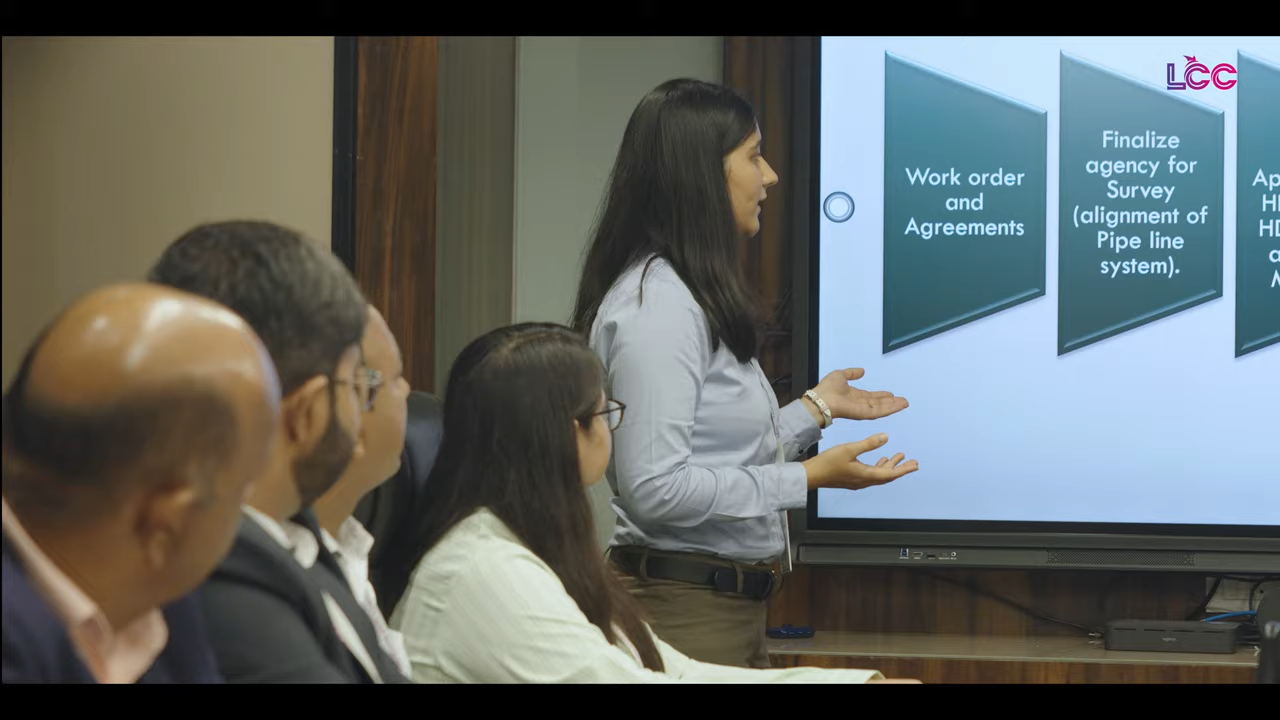 LCC
Work order
and
Agreements
Finalize
agency for
Survey
(alignment of
Pipe line
system).